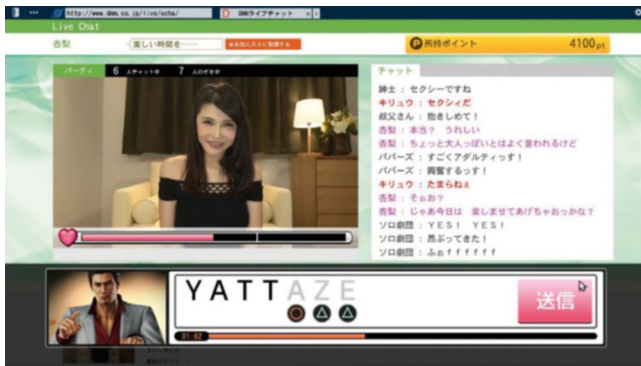 http://www.dmm.co.jp/live/acha/
DMMライブチャット
Live Chat
杏梨
楽しい時間を――
★お気に入りに登録する
P所持ポイント 4100pt
パーティ 6 人チャット中 7 人のぞき中
チャット
紳士 : セクシーですね
キリュウ : セクシィだ
叔父さん : 抱きしめて!
杏梨 : 本当? うれしい
杏梨 : ちょっと大人っぽいとはよく言われるけど
パパーズ : すごくアダルティっす!
パパーズ : 興奮するっす!
キリュウ : たまらねぇ
杏梨 : そぉお?
杏梨 : じゃあ今日は 楽しませてあげちゃおっかな?
ソロ劇団 : YES! YES!
ソロ劇団 : 昂ぶってきた!
ソロ劇団 : ふぉffffff
YATTAZE
送信
01:62